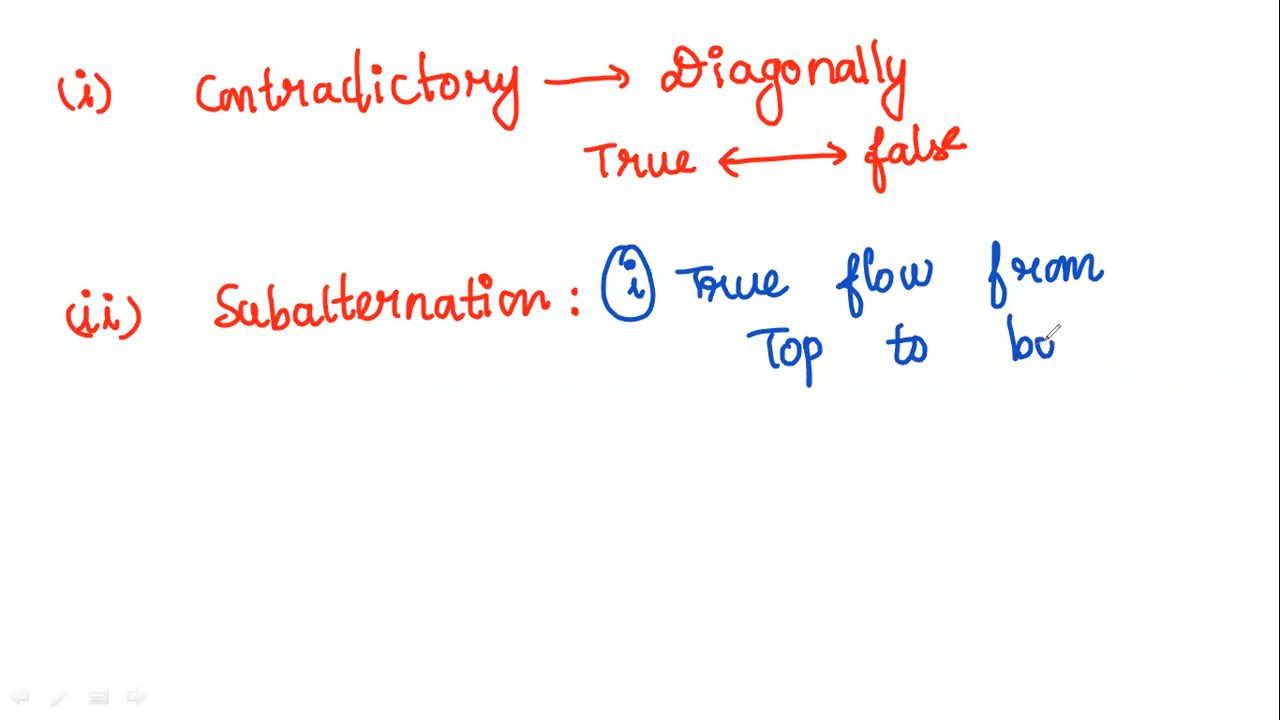 (i) Contradictory → Diagonally
True ↔ false
(ii) Subalternation : (i) True flow from
Top to bo